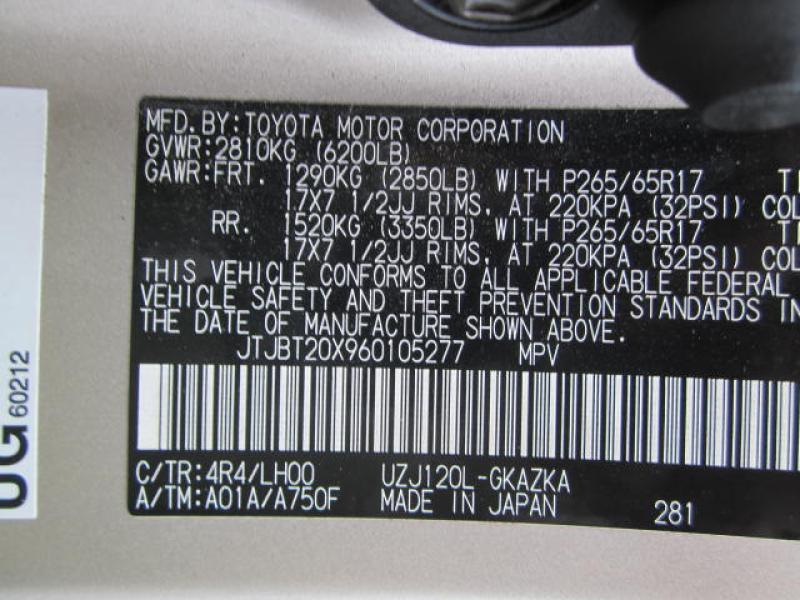 MFD. BY: TOYOTA MOTOR CORPORATION
GVWR: 2810KG (6200LB)
GAWR: FRT. 1290KG (2850LB) WITH P265/65R17 TI
17X7 1/2JJ RIMS, AT 220KPA (32PSI) COL
RR. 1520KG (3350LB) WITH P265/65R17 TI
17X7 1/2JJ RIMS, AT 220KPA (32PSI) COL
THIS VEHICLE CONFORMS TO ALL APPLICABLE FEDERAL
VEHICLE SAFETY AND THEFT PREVENTION STANDARDS IN
THE DATE OF MANUFACTURE SHOWN ABOVE.
JTJBT20X960105277 MPV
C/TR: 4R4/LH00 UZJ120L-GKAZKA
A/TM: A01A/A750F MADE IN JAPAN 281
UG 60212